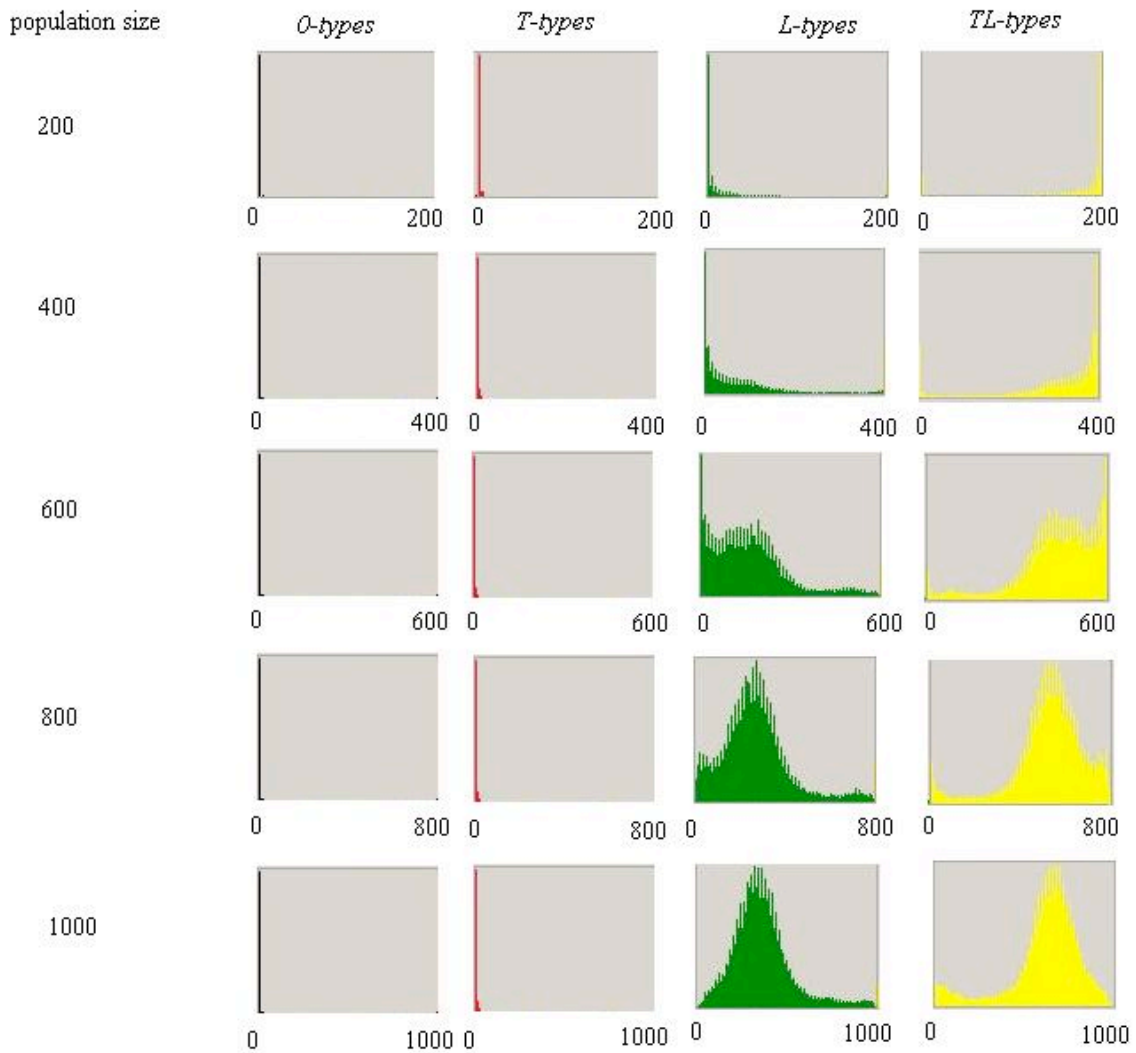 population size O-types T-types L-types TL-types
200
0 200 0 200 0 200 0 200
400
0 400 0 400 0 400 0 400
600
0 600 0 600 0 600 0 600
800
0 800 0 800 0 800 0 800
1000
0 1000 0 1000 0 1000 0 1000